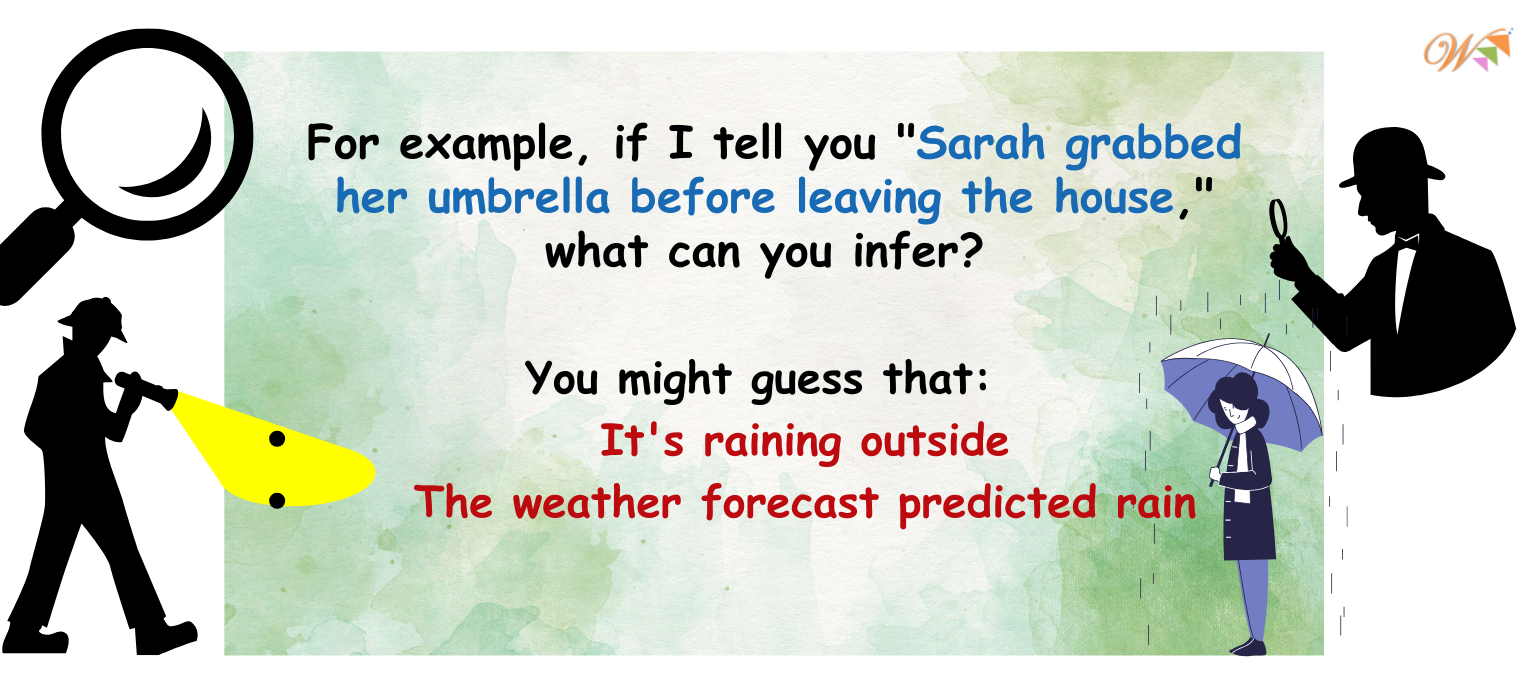 For example, if I tell you "Sarah grabbed
her umbrella before leaving the house,"
what can you infer?
You might guess that:
It's raining outside
The weather forecast predicted rain
W